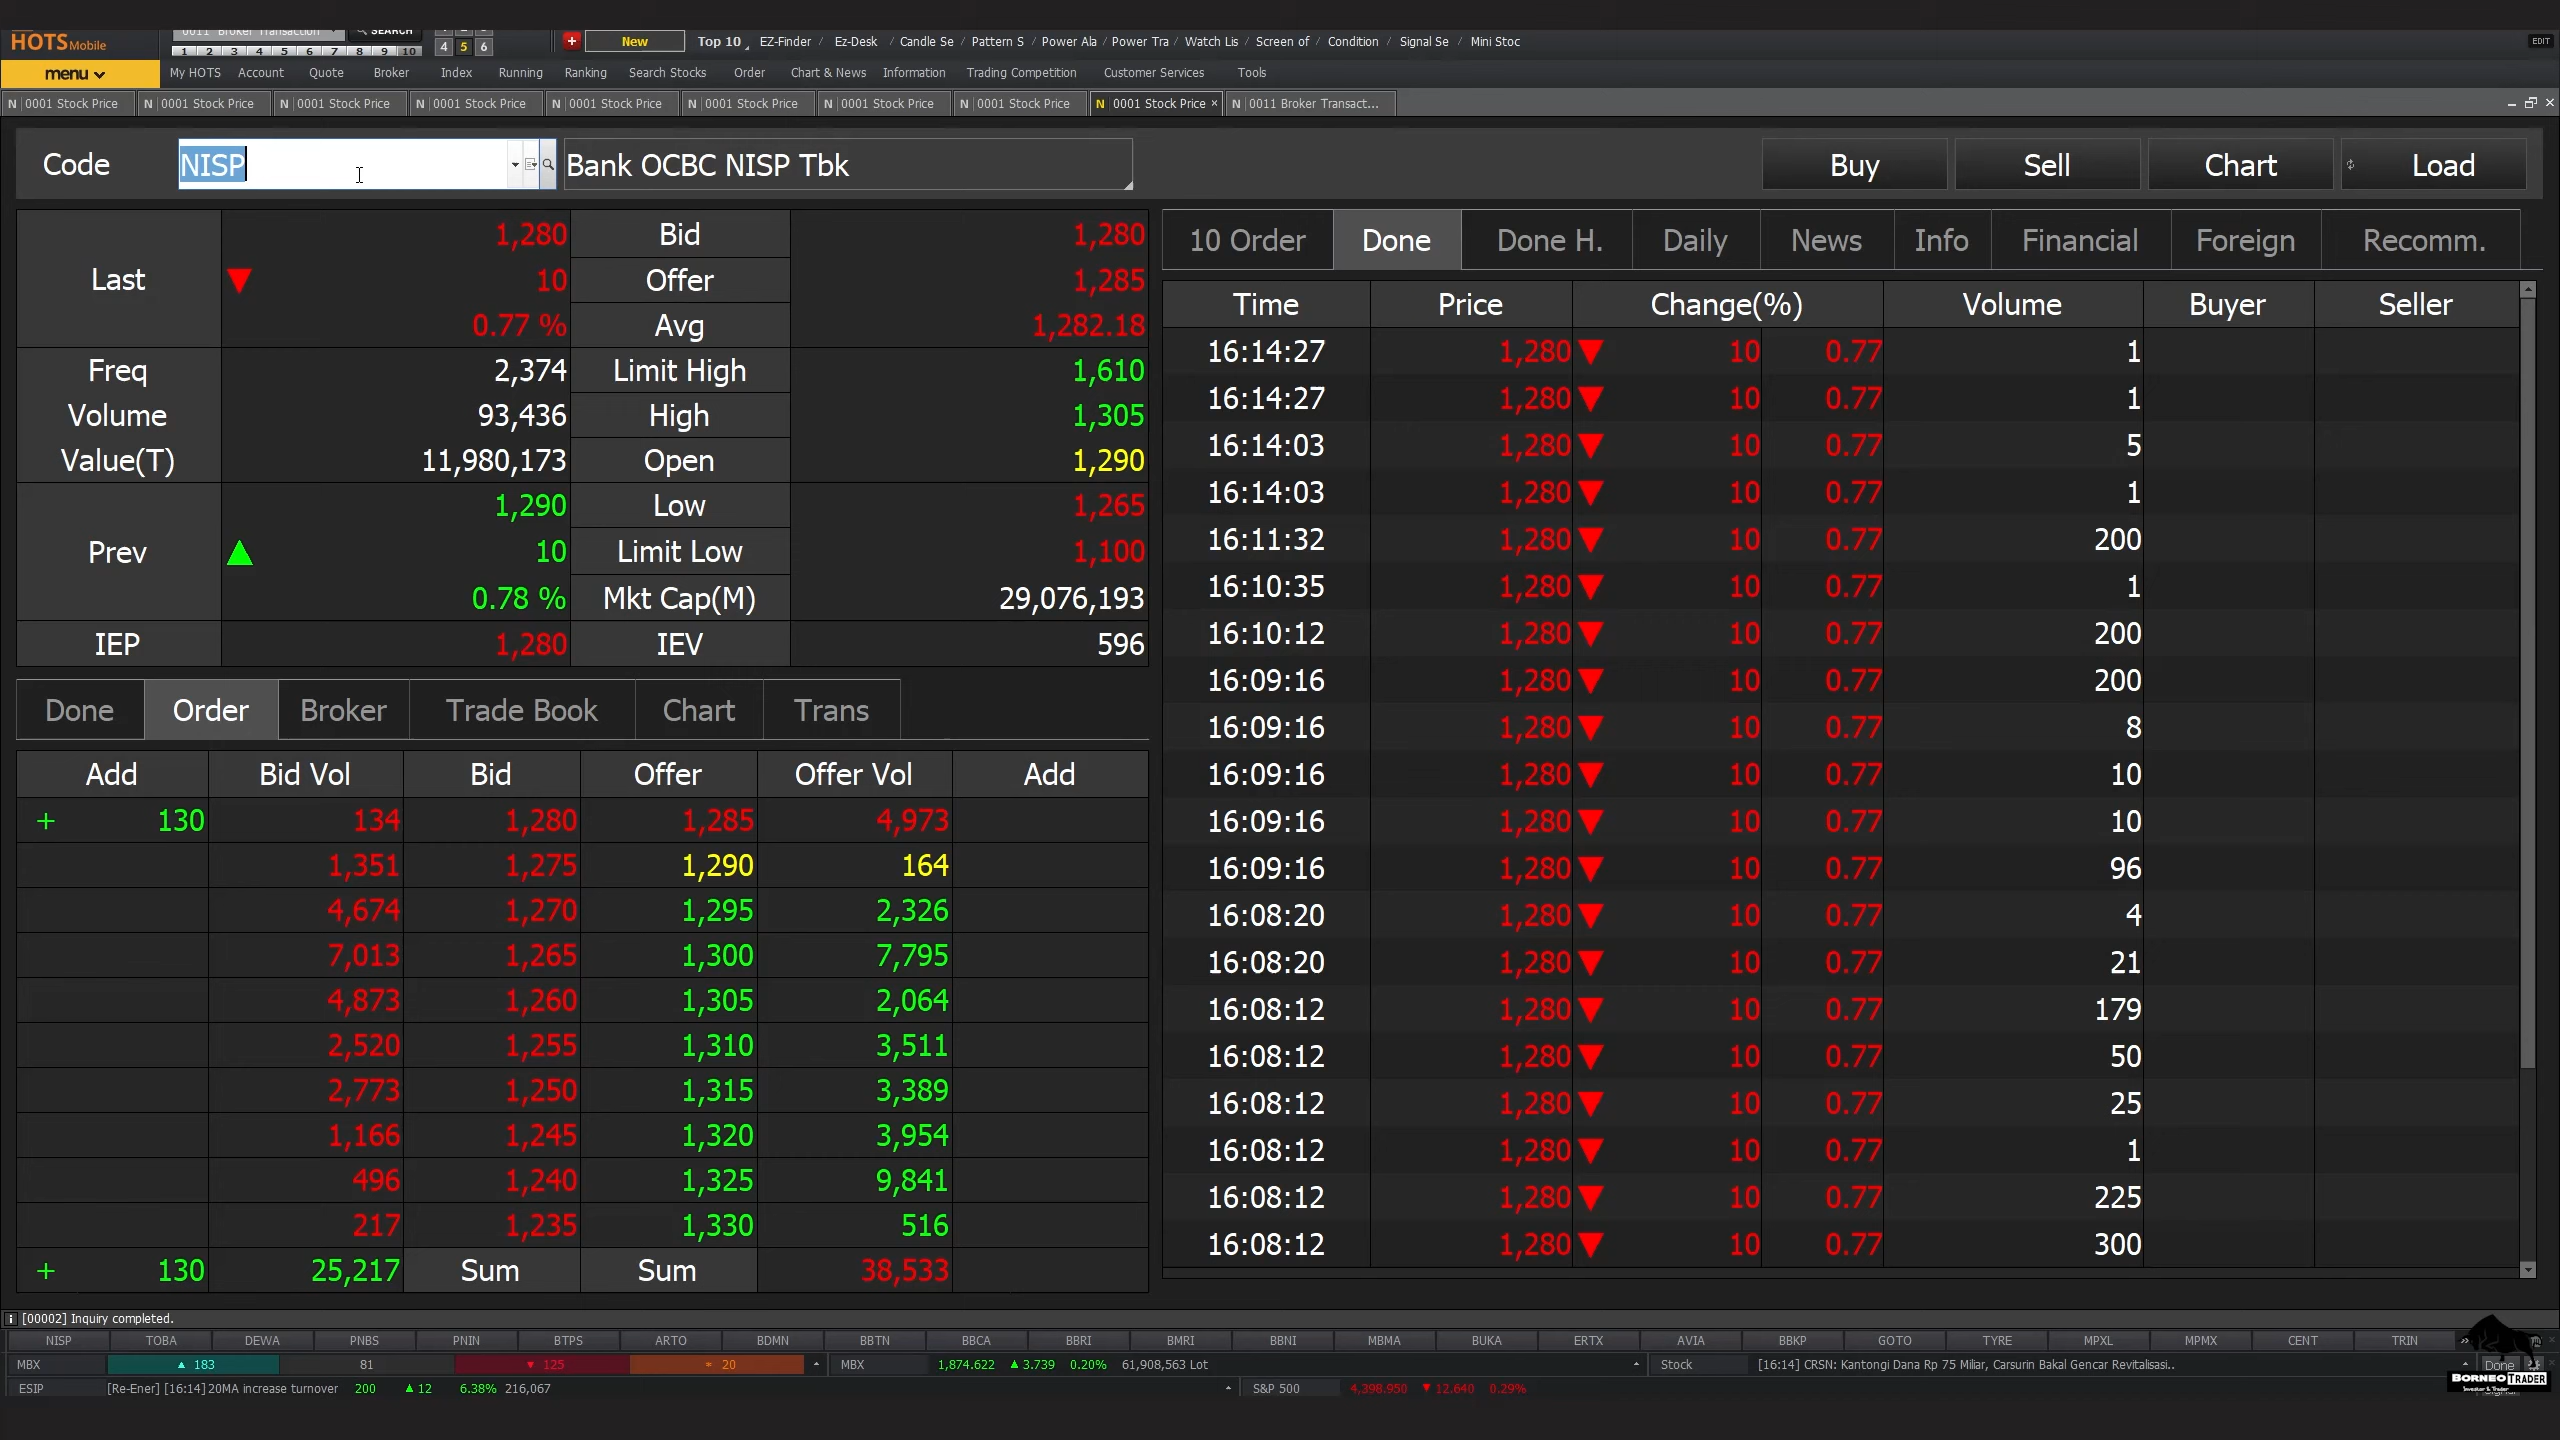 HOTS Mobile
0011 Broker Transaction SEARCH
1 2 3 4 5 6 7 8 9 10
4 5 6
New Top 10 EZ-Finder / Ez-Desk / Candle Se / Pattern S / Power Ala / Power Tra / Watch Lis / Screen of / Condition / Signal Se / Mini Stoc EDIT
menu My HOTS Account Quote Broker Index Running Ranking Search Stocks Order Chart & News Information Trading Competition Customer Services Tools
N 0001 Stock Price N 0001 Stock Price N 0001 Stock Price N 0001 Stock Price N 0001 Stock Price N 0001 Stock Price N 0001 Stock Price N 0001 Stock Price N 0001 Stock Price × N 0011 Broker Transact...
Code NISP Bank OCBC NISP Tbk Buy Sell Chart Load
Last 1,280 Bid 1,280
▼ 10 Offer 1,285
0.77 % Avg 1,282.18
Freq 2,374 Limit High 1,610
Volume 93,436 High 1,305
Value(T) 11,980,173 Open 1,290
Prev 1,290 Low 1,265
▲ 10 Limit Low 1,100
0.78 % Mkt Cap(M) 29,076,193
IEP 1,280 IEV 596
Done Order Broker Trade Book Chart Trans
Add Bid Vol Bid Offer Offer Vol Add
+ 130 134 1,280 1,285 4,973
1,351 1,275 1,290 164
4,674 1,270 1,295 2,326
7,013 1,265 1,300 7,795
4,873 1,260 1,305 2,064
2,520 1,255 1,310 3,511
2,773 1,250 1,315 3,389
1,166 1,245 1,320 3,954
496 1,240 1,325 9,841
217 1,235 1,330 516
+ 130 25,217 Sum Sum 38,533
10 Order Done Done H. Daily News Info Financial Foreign Recomm.
Time Price Change(%) Volume Buyer Seller
16:14:27 1,280 ▼ 10 0.77 1
16:14:27 1,280 ▼ 10 0.77 1
16:14:03 1,280 ▼ 10 0.77 5
16:14:03 1,280 ▼ 10 0.77 1
16:11:32 1,280 ▼ 10 0.77 200
16:10:35 1,280 ▼ 10 0.77 1
16:10:12 1,280 ▼ 10 0.77 200
16:09:16 1,280 ▼ 10 0.77 200
16:09:16 1,280 ▼ 10 0.77 8
16:09:16 1,280 ▼ 10 0.77 10
16:09:16 1,280 ▼ 10 0.77 10
16:09:16 1,280 ▼ 10 0.77 96
16:08:20 1,280 ▼ 10 0.77 4
16:08:20 1,280 ▼ 10 0.77 21
16:08:12 1,280 ▼ 10 0.77 179
16:08:12 1,280 ▼ 10 0.77 50
16:08:12 1,280 ▼ 10 0.77 25
16:08:12 1,280 ▼ 10 0.77 1
16:08:12 1,280 ▼ 10 0.77 225
16:08:12 1,280 ▼ 10 0.77 300
[00002] Inquiry completed.
NISP TOBA DEWA PNBS PNIN BTPS ARTO BDMN BBTN BBCA BBRI BMRI BBNI MBMA BUKA ERTX AVIA BBKP GOTO TYRE MPXL MPMX CENT TRIN
MBX ▲ 183 81 ▼ 125 * 20 MBX 1,874.622 ▲ 3.739 0.20% 61,908,563 Lot Stock [16:14] CRSN: Kantongi Dana Rp 75 Miliar, Carsurin Bakal Gencar Revitalisasi.. Done
ESIP [Re-Ener] [16:14]20MA increase turnover 200 ▲ 12 6.38% 216,067 S&P 500 4,398.950 ▼ 12.640 0.29%
BORNEO TRADER
Investor & Trader